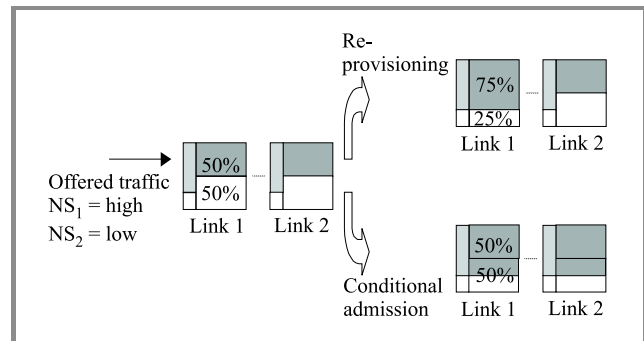 Re-
provisioning
75%
25%
Link 1
Link 2
50%
50%
Link 1
Link 2
Offered traffic
NS₁ = high
NS₂ = low
Conditional
admission
50%
50%
Link 1
Link 2